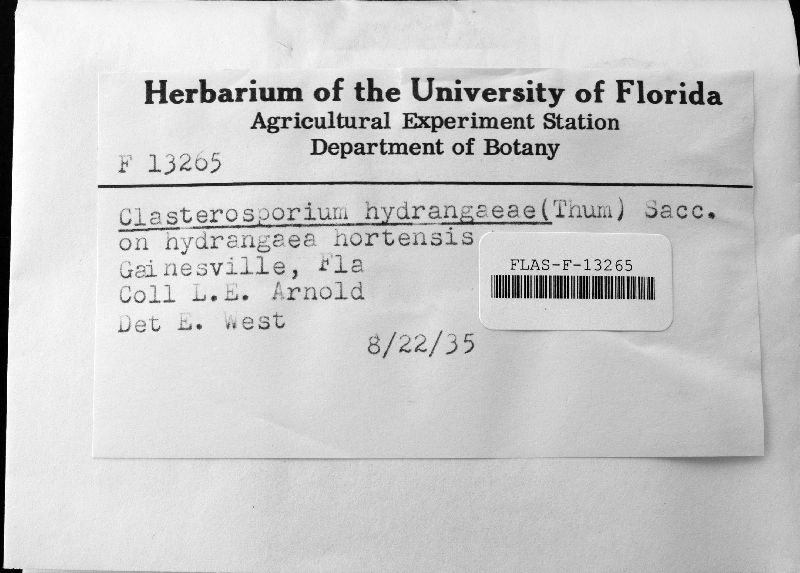 Herbarium of the University of Florida
Agricultural Experiment Station
Department of Botany
F 13265
Clasterosporium hydrangaeae(Thum) Sacc.
on hydrangaea hortensis
Gainesville, Fla
Coll L.E. Arnold
Det E. West
8/22/35
FLAS-F-13265